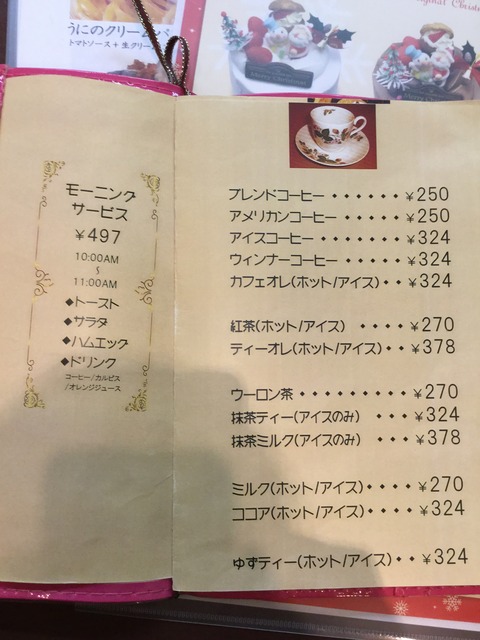 うにのクリーム
トマトソース+生クリー
Original Christm
モーニング
サービス
¥497
10:00AM
～
11:00AM
◆トースト
◆サラダ
◆ハムエッグ
◆ドリンク
コーヒー/カルピス
/オレンジジュース
ブレンドコーヒー ・・・・・・ ¥250
アメリカンコーヒー ・・・・・ ¥250
アイスコーヒー ・・・・・・・ ¥324
ウィンナーコーヒー ・・・・・ ¥324
カフェオレ(ホット/アイス)・・ ¥324
紅茶(ホット/アイス) ・・・・ ¥270
ティーオレ(ホット/アイス)・・ ¥378
ウーロン茶 ・・・・・・・・・ ¥270
抹茶ティー(アイスのみ) ・・・ ¥324
抹茶ミルク(アイスのみ) ・・・ ¥378
ミルク(ホット/アイス)・・・・ ¥270
ココア(ホット/アイス)・・・・ ¥324
ゆずティー(ホット/アイス)・・ ¥324